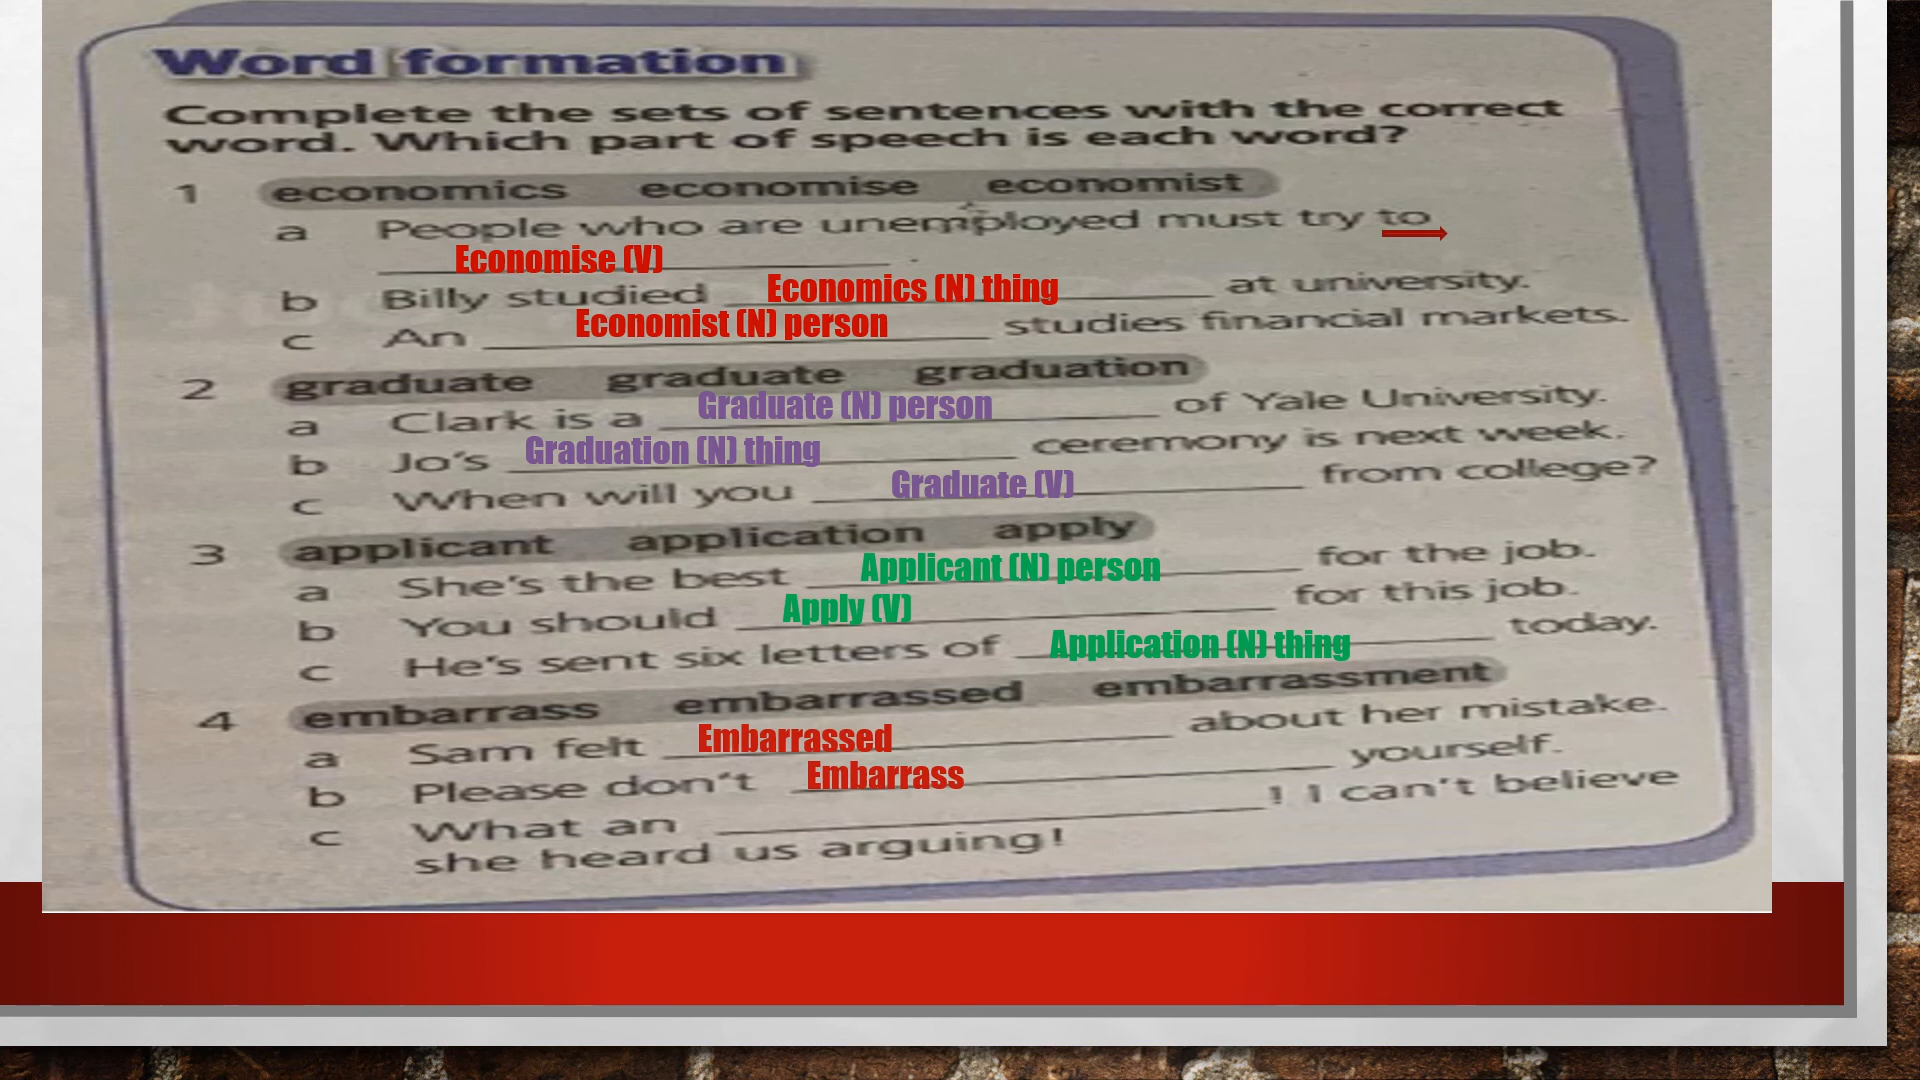 Word formation
Complete the sets of sentences with the correct
word. Which part of speech is each word?
1 economics economise economist
a People who are unemployed must try to
Economise (V) .
b Billy studied Economics (N) thing at university.
c An Economist (N) person studies financial markets.
2 graduate graduate graduation
a Clark is a Graduate (N) person of Yale University.
b Jo's Graduation (N) thing ceremony is next week.
c When will you Graduate (V) from college?
3 applicant application apply
a She's the best Applicant (N) person for the job.
b You should Apply (V) for this job.
c He's sent six letters of Application (N) thing today.
4 embarrass embarrassed embarrassment
a Sam felt Embarrassed about her mistake.
b Please don't Embarrass yourself.
c What an ! I can't believe
she heard us arguing!